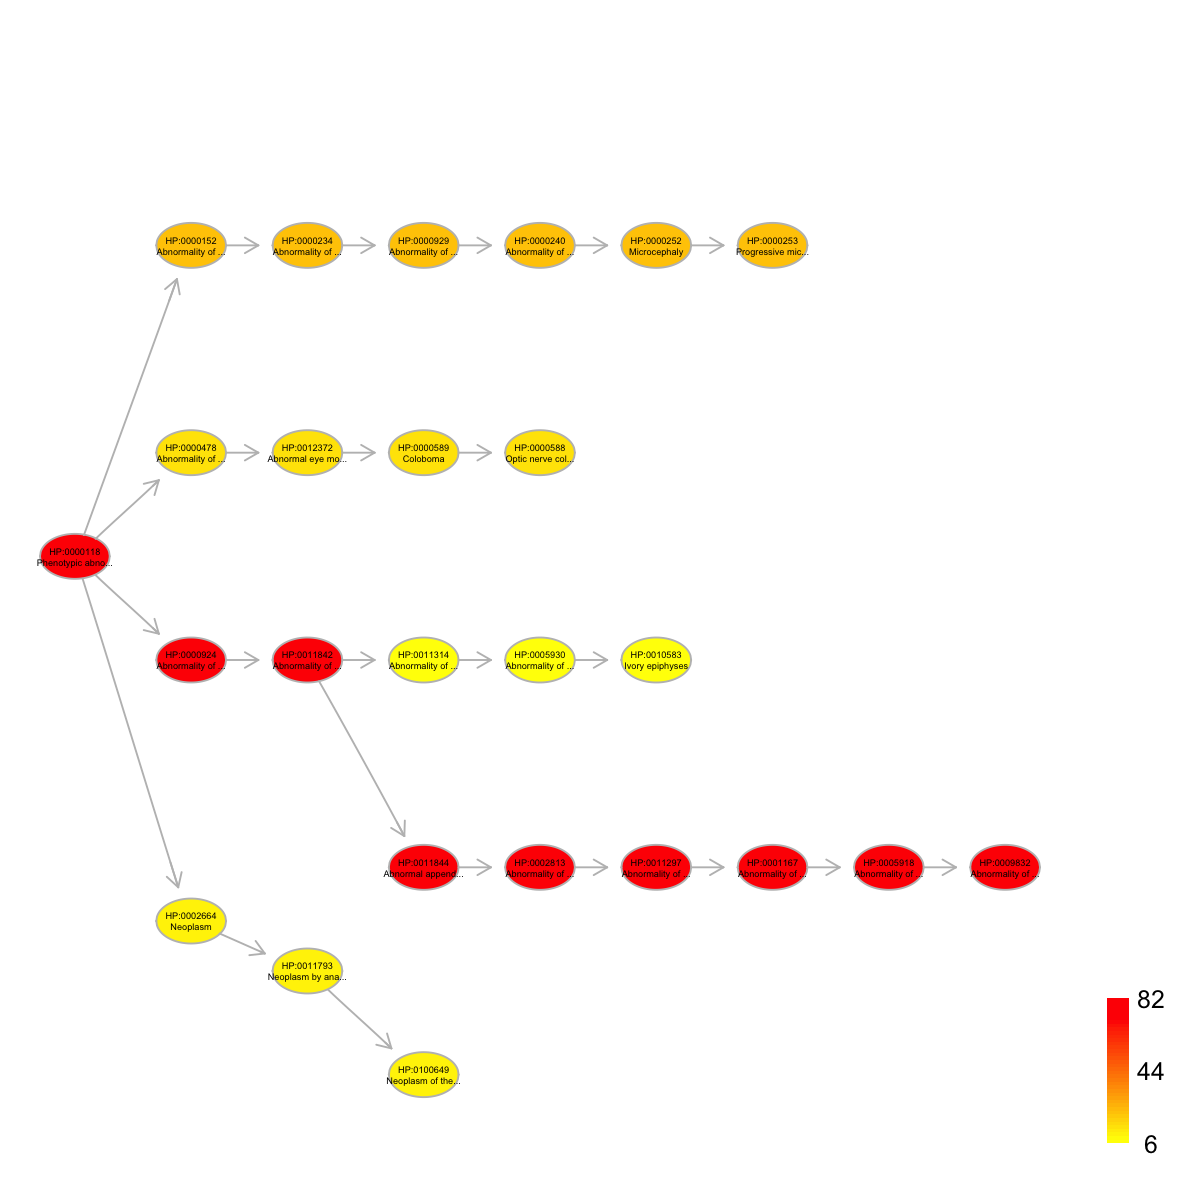 HP:0000152
Abnormality of ...
HP:0000234
Abnormality of ...
HP:0000929
Abnormality of ...
HP:0000240
Abnormality of ...
HP:0000252
Microcephaly
HP:0000253
Progressive mic...
HP:0000478
Abnormality of ...
HP:0012372
Abnormal eye mo...
HP:0000589
Coloboma
HP:0000588
Optic nerve col...
HP:0000118
Phenotypic abno...
HP:0000924
Abnormality of ...
HP:0011842
Abnormality of ...
HP:0011314
Abnormality of ...
HP:0005930
Abnormality of ...
HP:0010583
Ivory epiphyses
HP:0011844
Abnormal append...
HP:0002813
Abnormality of ...
HP:0011297
Abnormality of ...
HP:0001167
Abnormality of ...
HP:0005918
Abnormality of ...
HP:0009832
Abnormality of ...
HP:0002664
Neoplasm
HP:0011793
Neoplasm by ana...
HP:0100649
Neoplasm of the...
82
44
6